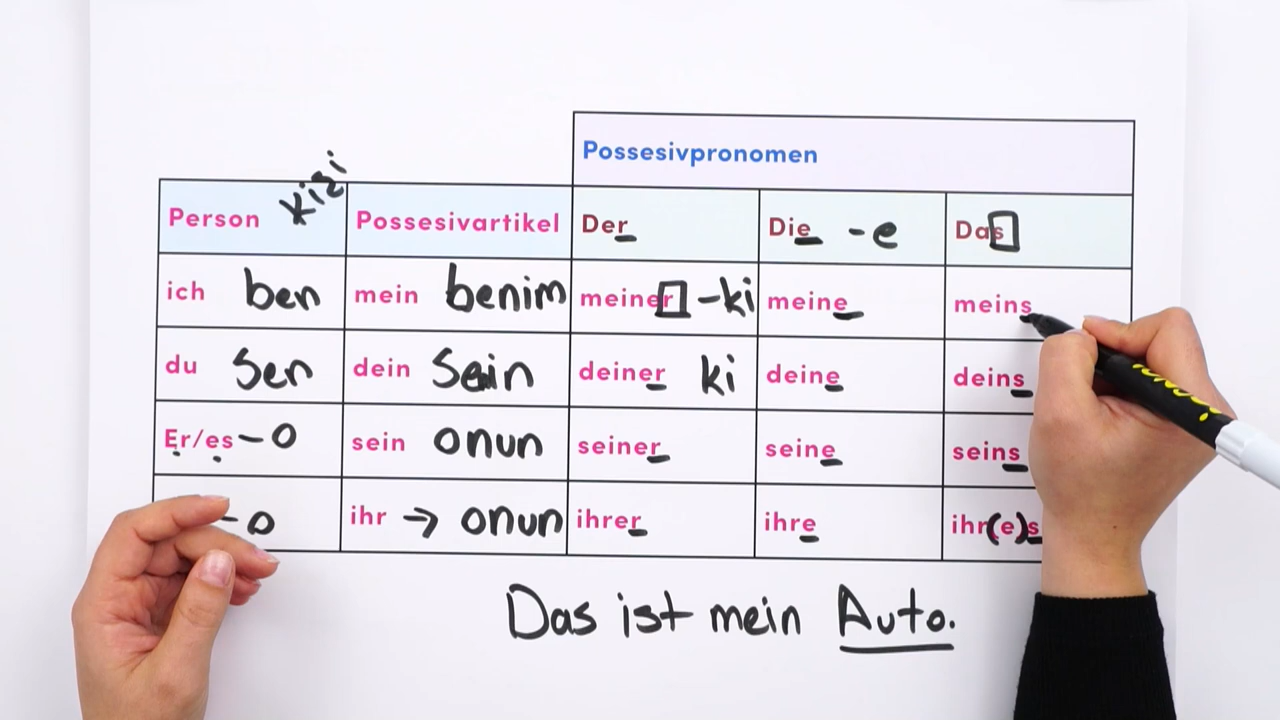 Possesivpronomen
Person kişi Possesivartikel Der Die -e Das
ich ben mein benim meiner -ki meine meins
du Sen dein Senin deiner ki deine deins
Er/es - o sein onun seiner seine seins
- o ihr → onun ihrer ihre ihr(e)s
Das ist mein Auto.